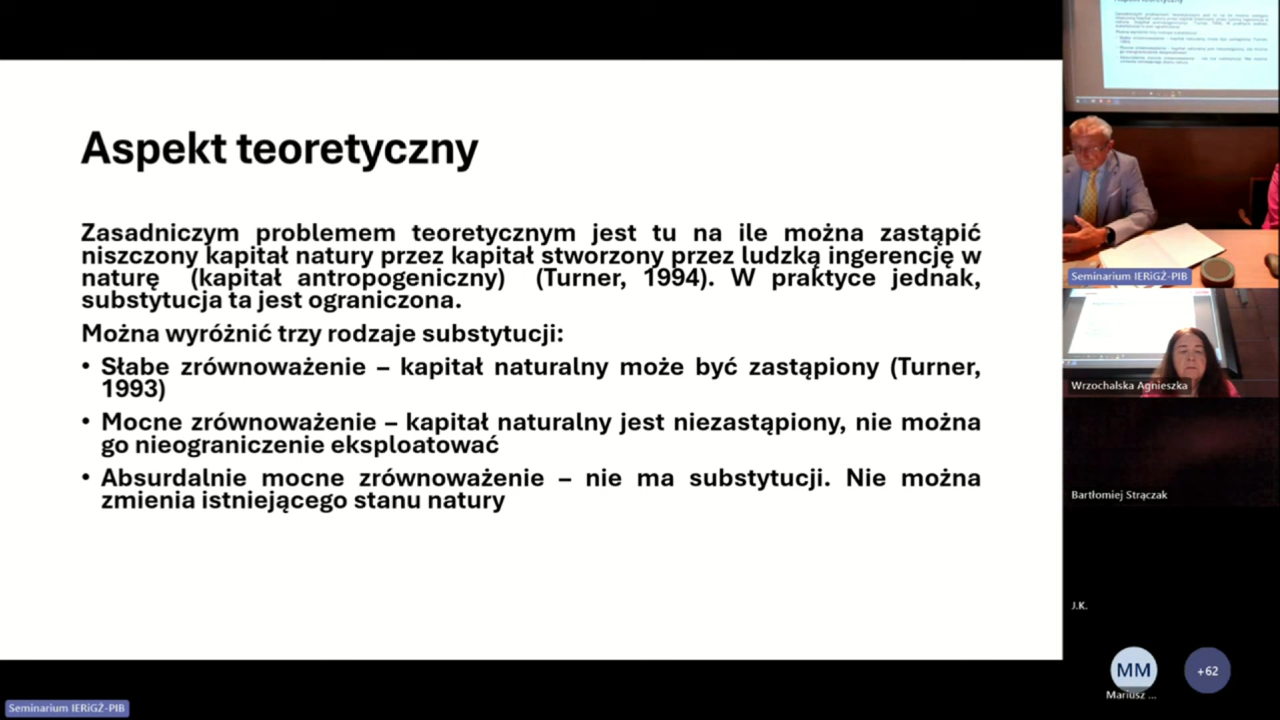 Aspekt teoretyczny
Zasadniczym problemem teoretycznym jest tu na ile można zastąpić
niszczony kapitał natury przez kapitał stworzony przez ludzką ingerencję w
naturę (kapitał antropogeniczny) (Turner, 1994). W praktyce jednak,
substytucja ta jest ograniczona.
Można wyróżnić trzy rodzaje substytucji:
• Słabe zrównoważenie – kapitał naturalny może być zastąpiony (Turner,
1993)
• Mocne zrównoważenie – kapitał naturalny jest niezastąpiony, nie można
go nieograniczenie eksploatować
• Absurdalnie mocne zrównoważenie – nie ma substytucji. Nie można
zmienia istniejącego stanu natury
Seminarium IERiGŻ-PIB
Wrzochalska Agnieszka
Bartłomiej Strączak
J.K.
MM
+62
Mariusz ...
Seminarium IERiGŻ-PIB